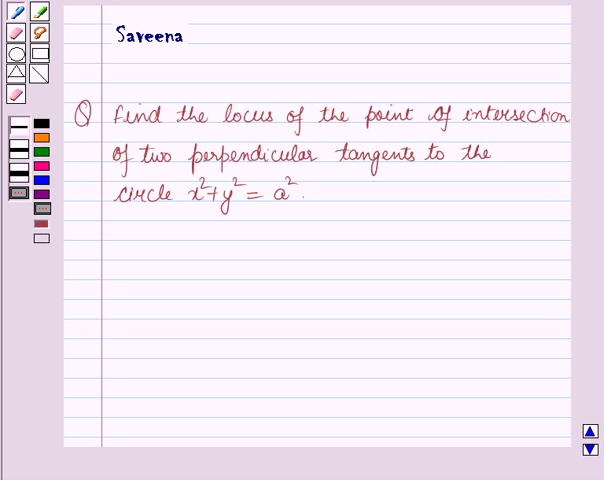 Saveena
Q Find the locus of the point of intersection
of two perpendicular tangents to the
circle x²+y² = a².